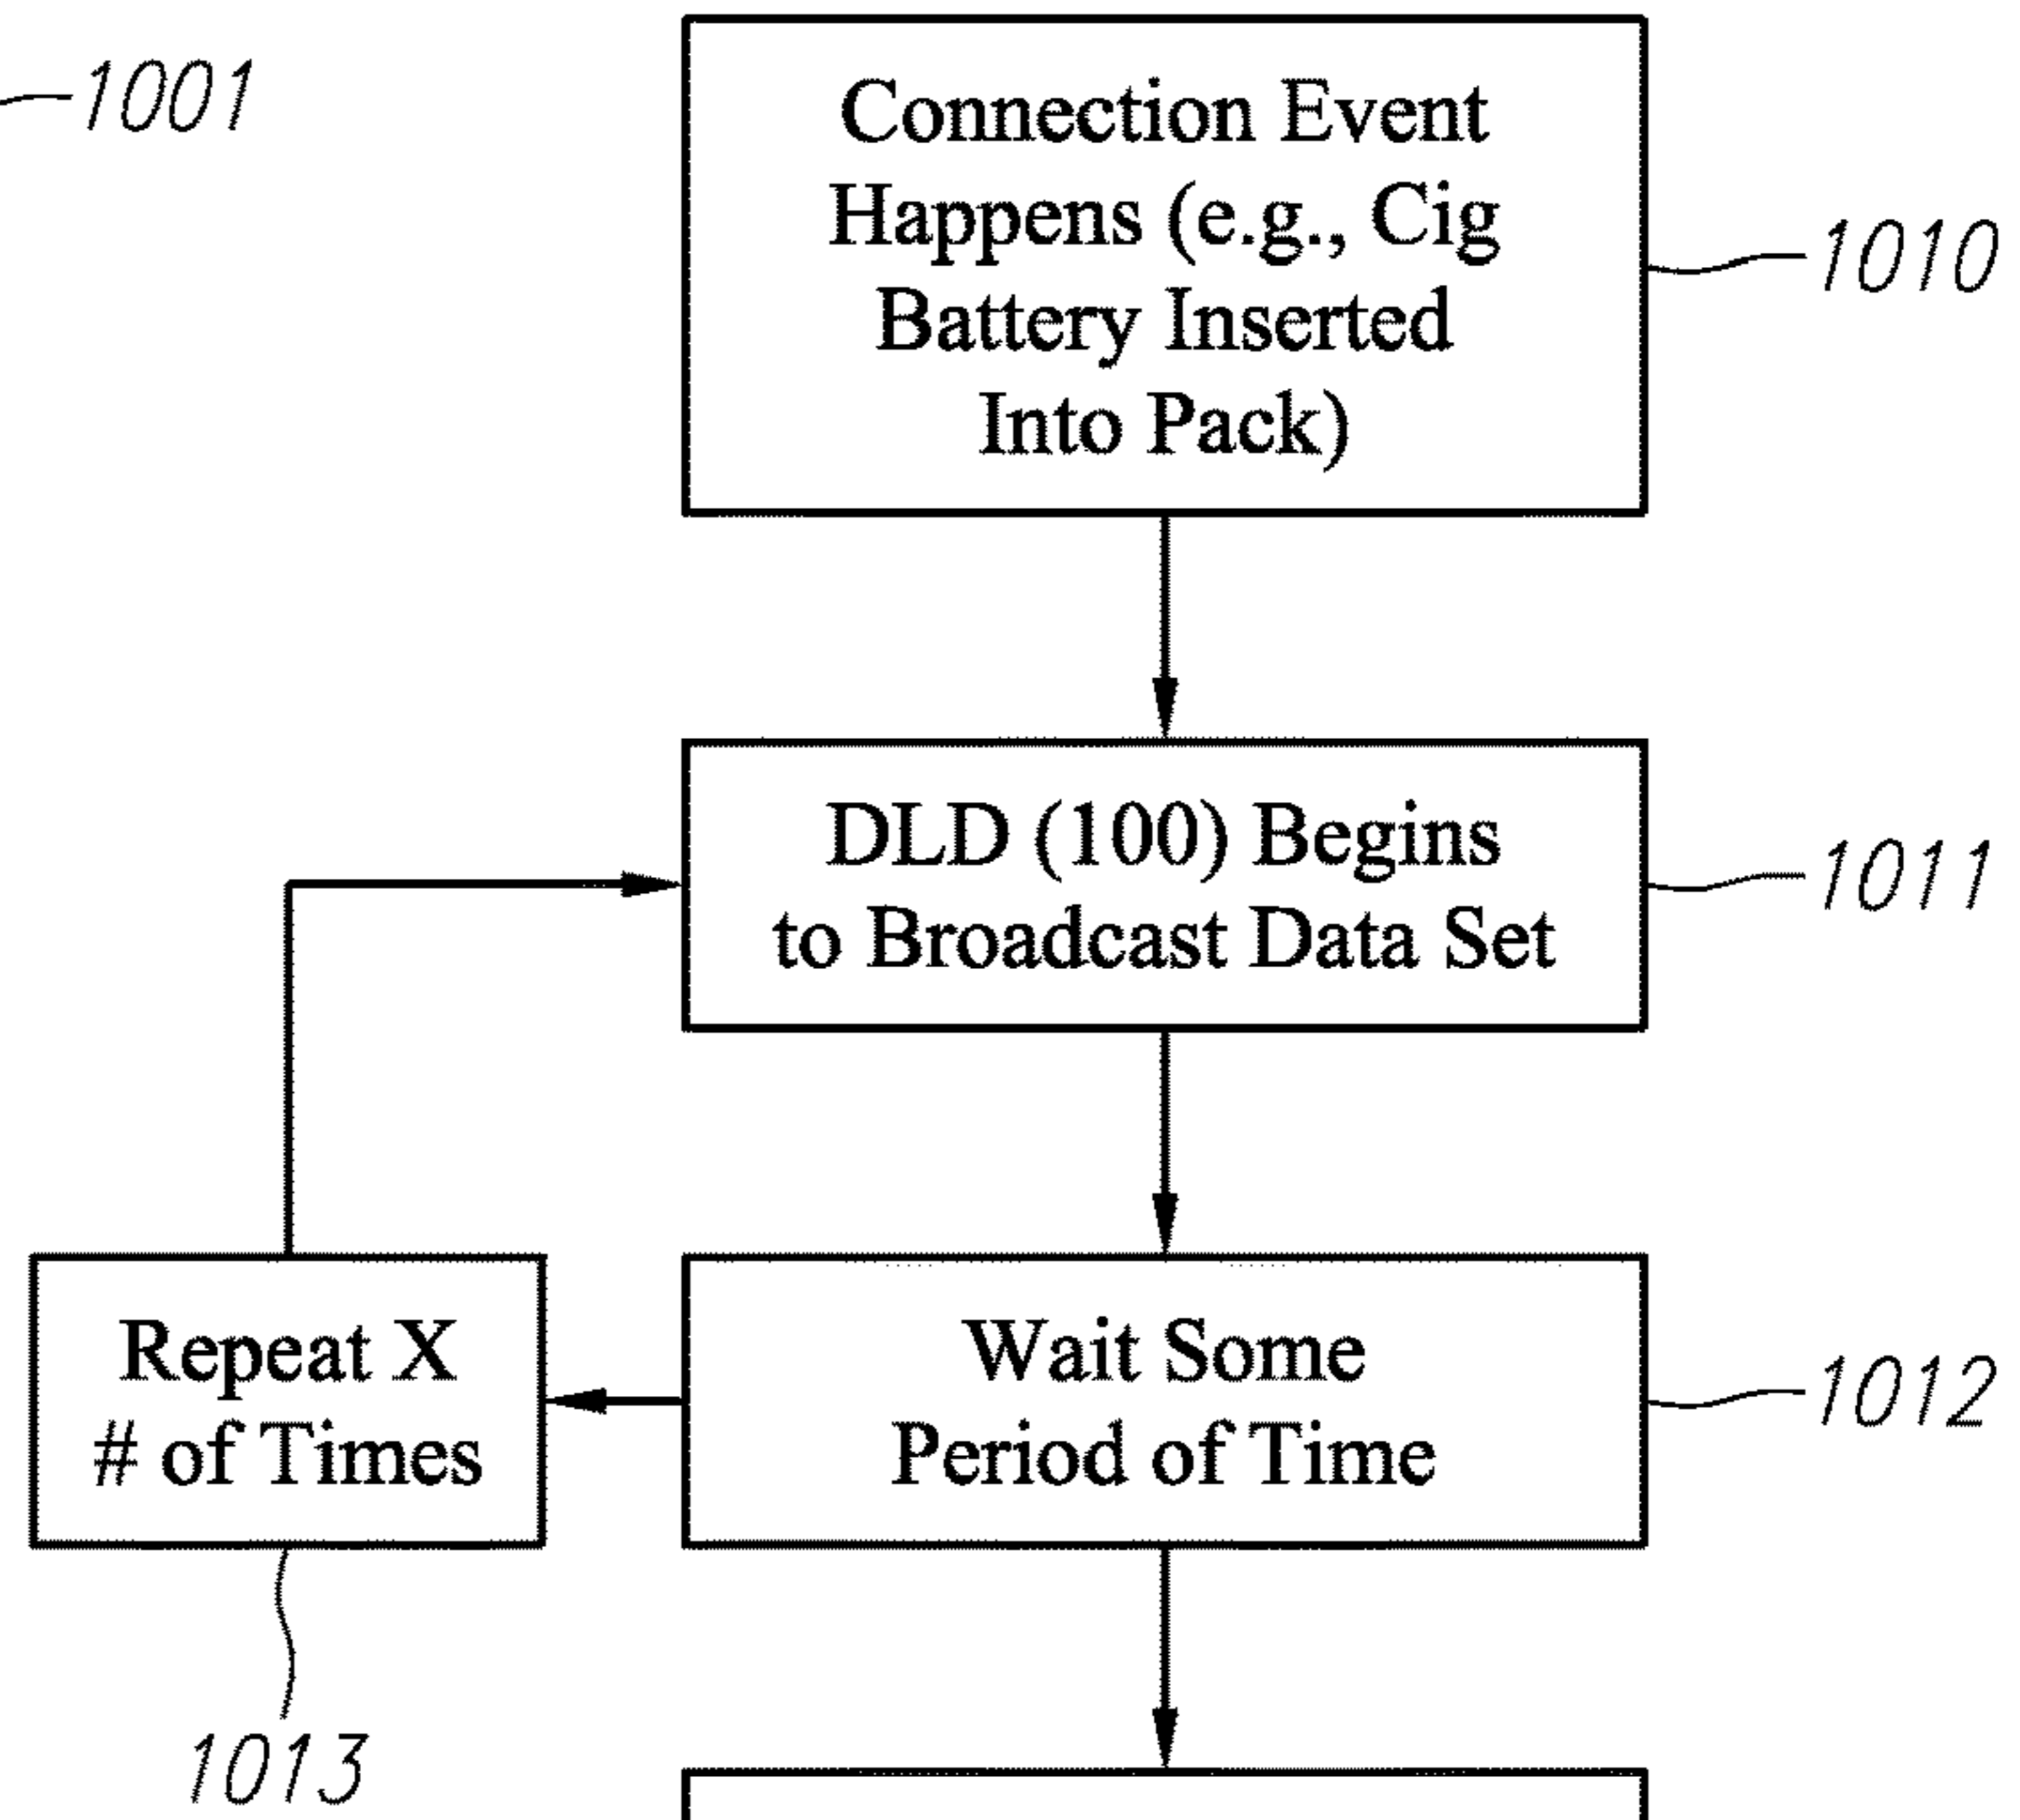 1001
Connection Event
Happens (e.g., Cig
Battery Inserted
Into Pack)
1010
DLD (100) Begins
to Broadcast Data Set
1011
Repeat X
# of Times
Wait Some
Period of Time
1012
1013